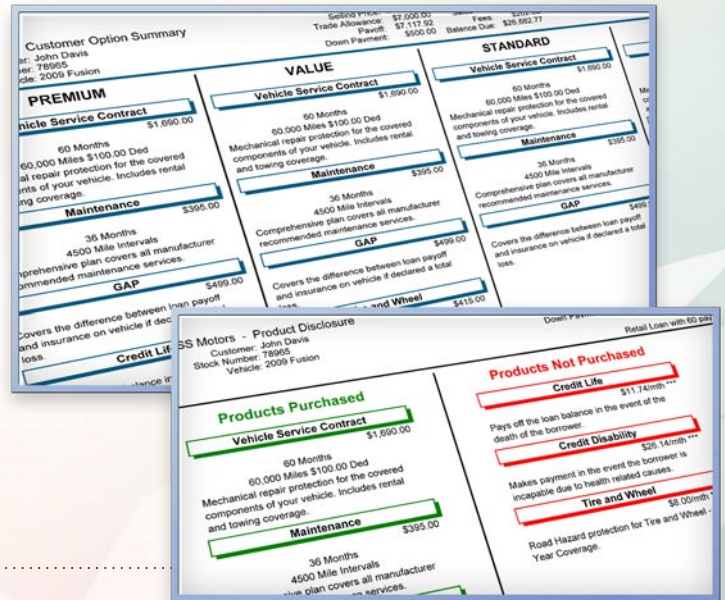 Customer Option Summary
John Davis
78965
2009 Fusion
Selling Price:
Trade Allowance: $7,000.00
Payoff: $7,117.92
Down Payment: $500.00
Fees:
Balance Due: $26,682.77
PREMIUM
Vehicle Service Contract
$1,690.00
60 Months
60,000 Miles $100.00 Ded
repair protection for the covered
of your vehicle. Includes rental
coverage.
Maintenance
$395.00
36 Months
4500 Mile Intervals
plan covers all manufacturer
maintenance services.
GAP
$499.00
Covers the difference between loan payoff
and insurance on vehicle if
loss.
Credit
VALUE
Vehicle Service Contract
$1,690.00
60 Months
60,000 Miles $100.00 Ded
Mechanical repair protection for the covered
components of your vehicle. Includes rental
and towing coverage.
Maintenance
$395.00
36 Months
4500 Mile Intervals
Comprehensive plan covers all manufacturer
recommended maintenance services.
GAP
$499.00
Covers the difference between loan payoff
and insurance on vehicle if declared a total
loss.
and Wheel
$415.00
STANDARD
Vehicle Service Contract
$1,690.00
60 Months
60,000 Miles $100.00 Ded
Mechanical repair protection for the covered
components of your vehicle. Includes rental
and towing coverage.
Maintenance
$395.00
36 Months
4500 Mile Intervals
Comprehensive plan covers all manufacturer
recommended maintenance services.
GAP
Covers the difference between loan payoff
and insurance on vehicle if declared a total
loss.
SS Motors - Product Disclosure
Customer: John Davis
Stock Number: 78965
Vehicle: 2009 Fusion
Down
Retail Loan with 60
Products Purchased
Vehicle Service Contract
$1,690.00
60 Months
60,000 Miles $100.00 Ded
Mechanical repair protection for the covered
components of your vehicle. Includes rental
and towing coverage.
Maintenance
$395.00
36 Months
4500 Mile Intervals
plan covers all manufacturer
services.
Products Not Purchased
Credit Life
$11.74/mth ***
Pays off the loan balance in the event of the
death of the borrower.
Credit Disability
$26.14/mth ***
Makes payment in the event the borrower is
incapable due to health related causes.
Tire and Wheel
$8.00/mth
Road Hazard protection for Tire and Wheel -
Year Coverage.